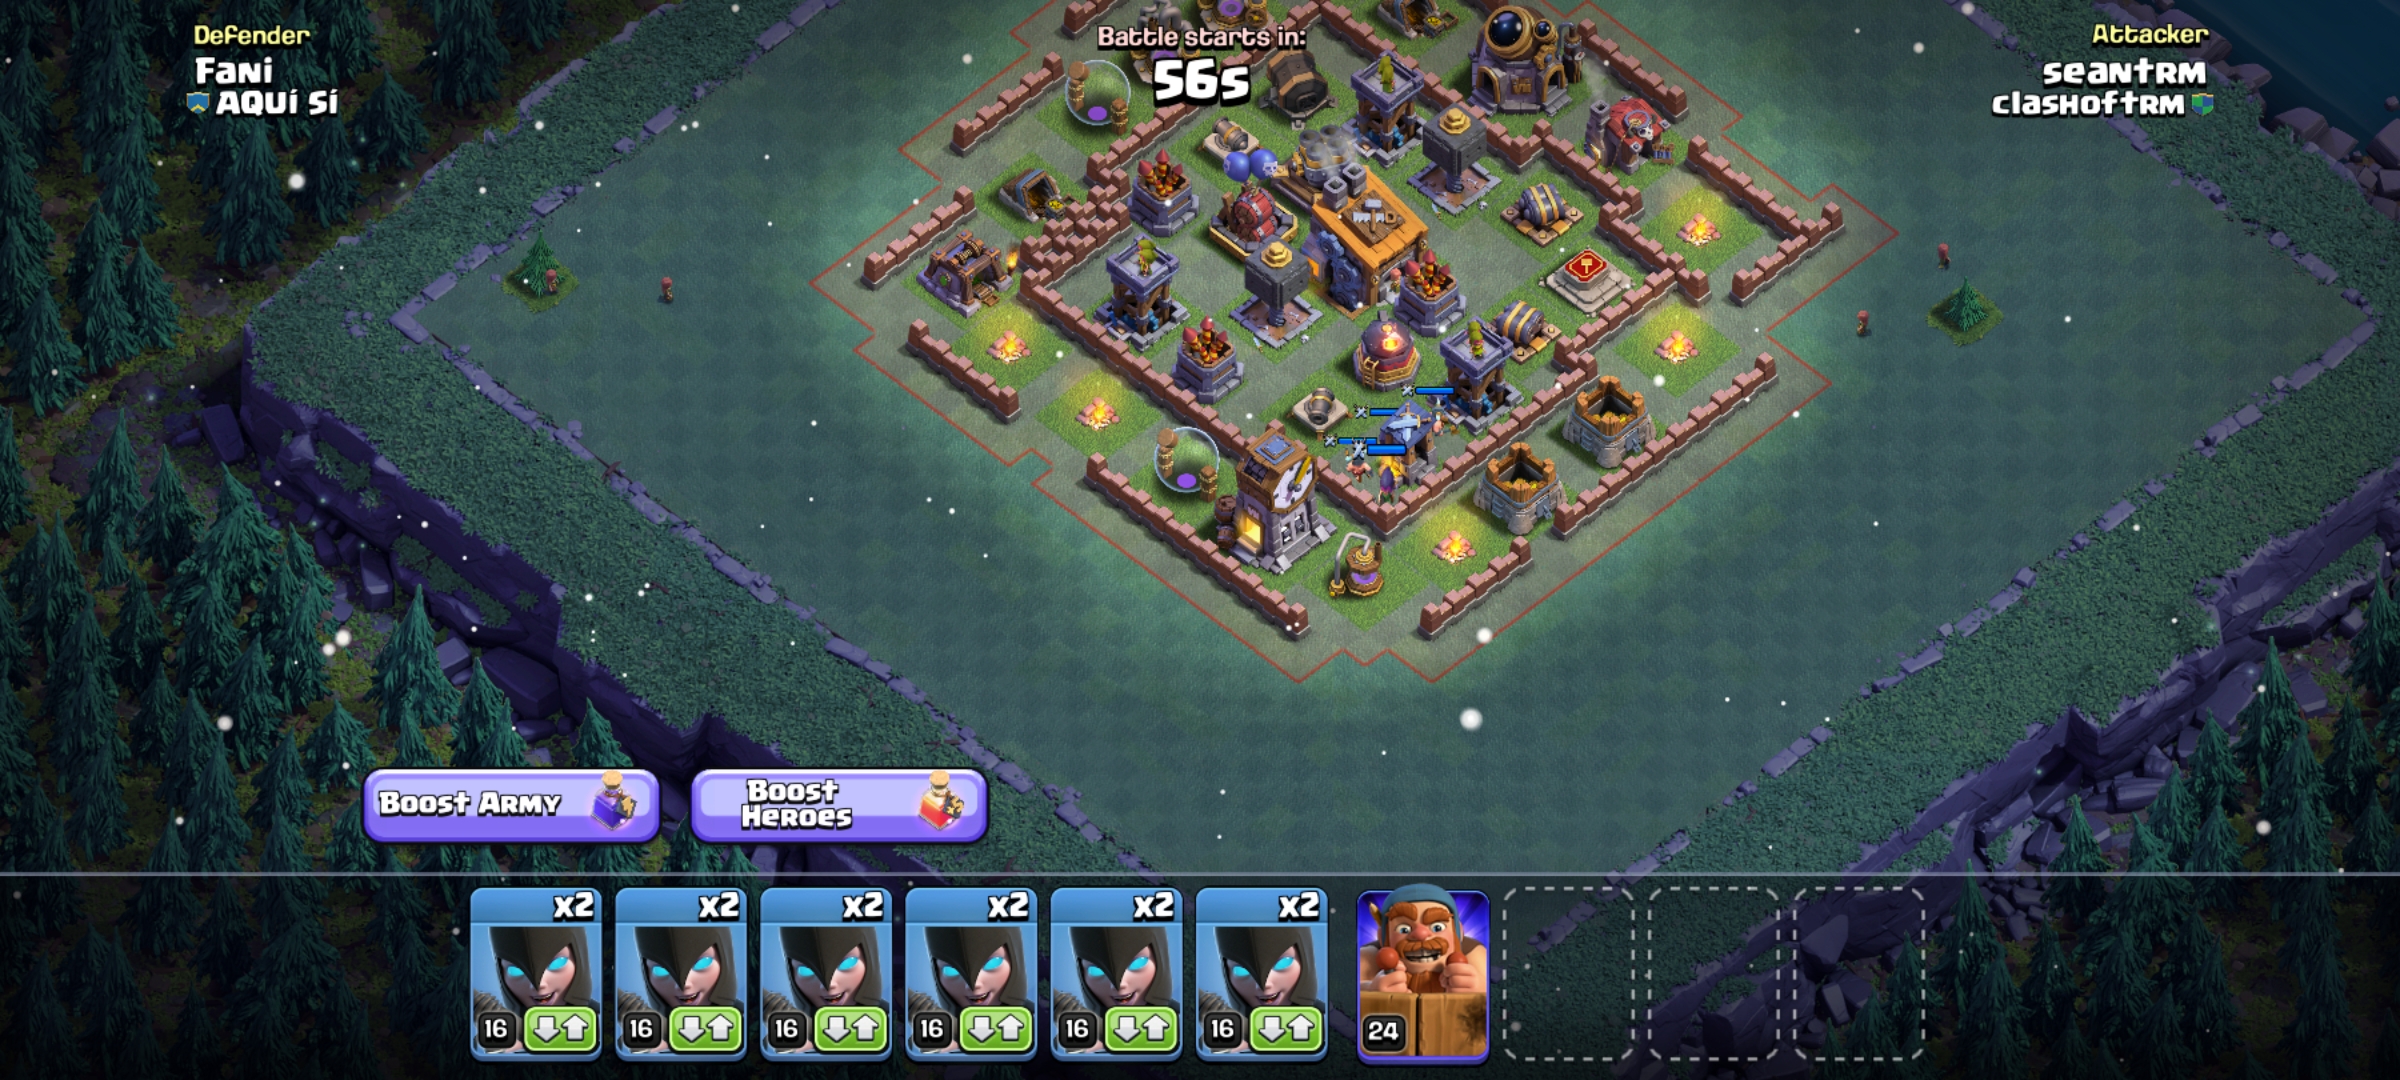 Defender
Fani
AQUÍ SÍ
Battle starts in:
56s
Attacker
seantRM
clashoftRM
Boost Army
Boost
Heroes
x2
x2
x2
x2
x2
x2
16
16
16
16
16
16
24